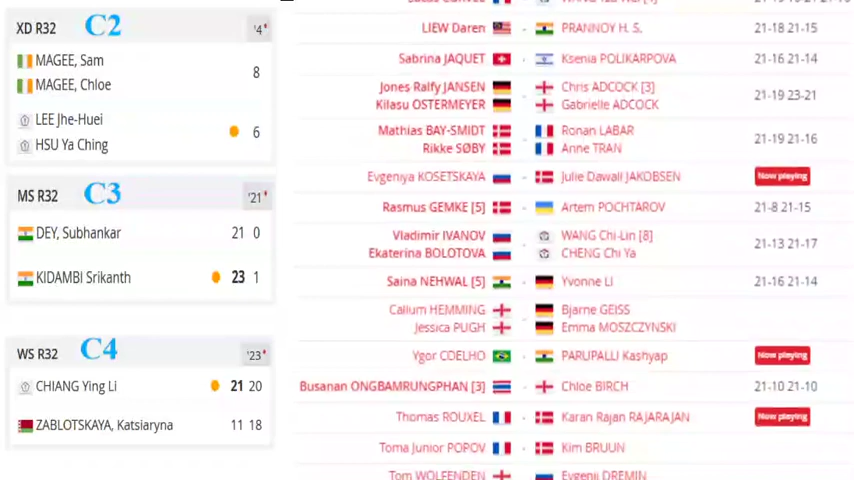 XD R32 C2 '4'
MAGEE, Sam
MAGEE, Chloe
8
LEE Jhe-Huei
HSU Ya Ching
6
MS R32 C3 '21'
DEY, Subhankar 21 0
KIDAMBI Srikanth 23 1
WS R32 C4 '23'
CHIANG Ying Li 21 20
ZABLOTSKAYA, Katsiaryna 11 18
LIEW Daren - PRANNOY H. S. 21-18 21-15
Sabrina JAQUET - Ksenia POLIKARPOVA 21-16 21-14
Jones Ralfy JANSEN - Chris ADCOCK [3] 21-19 23-21
Kilasu OSTERMEYER Gabrielle ADCOCK
Mathias BAY-SMIDT - Ronan LABAR 21-19 21-16
Rikke SØBY Anne TRAN
Evgeniya KOSETSKAYA - Julie Dawall JAKOBSEN Now playing
Rasmus GEMKE [5] - Artem POCHTAROV 21-8 21-15
Vladimir IVANOV - WANG Chi-Lin [8] 21-13 21-17
Ekaterina BOLOTOVA CHENG Chi Ya
Saina NEHWAL [5] - Yvonne LI 21-16 21-14
Callum HEMMING - Bjarne GEISS
Jessica PUGH Emma MOSZCZYNSKI
Ygor COELHO - PARUPALLI Kashyap Now playing
Busanan ONGBAMRUNGPHAN [3] - Chloe BIRCH 21-10 21-10
Thomas ROUXEL - Karan Rajan RAJARAJAN Now playing
Toma Junior POPOV - Kim BRUUN
Tom WOLFENDEN Evgenij DREMIN